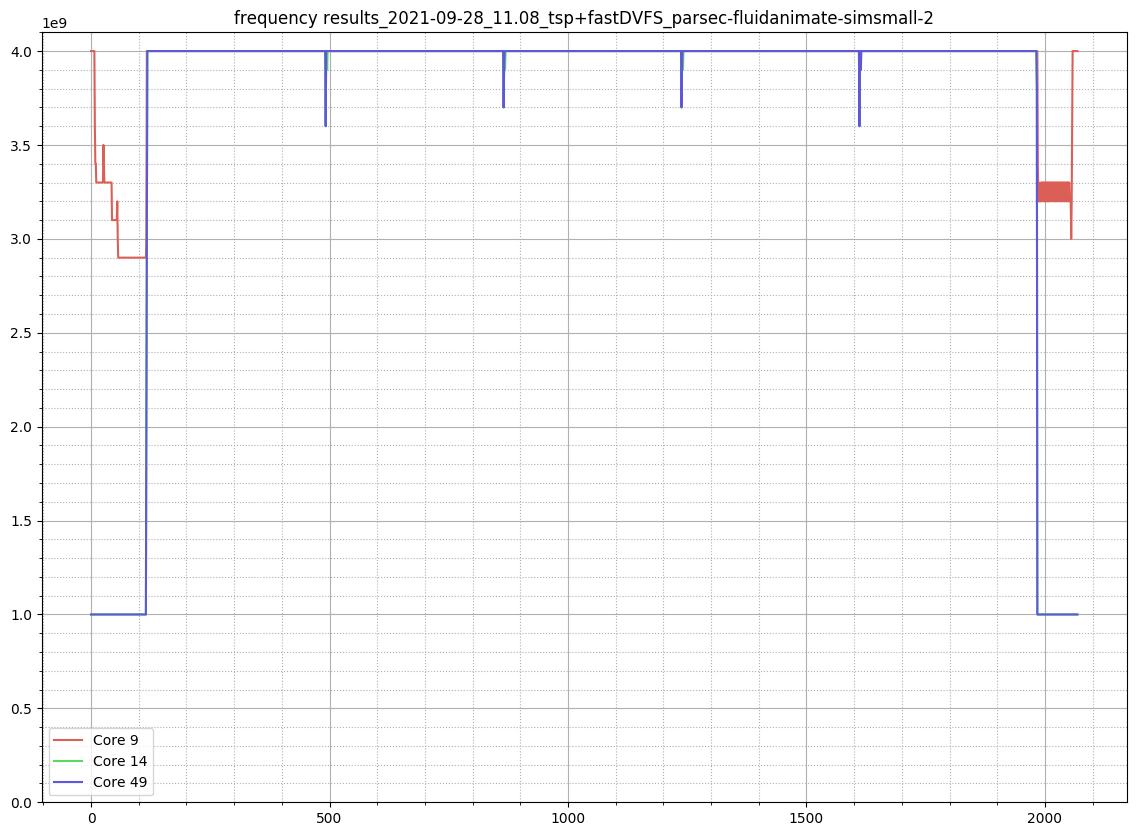 frequency results_2021-09-28_11.08_tsp+fastDVFS_parsec-fluidanimate-simsmall-2
1e9
4.0
3.5
3.0
2.5
2.0
1.5
1.0
0.5
0.0
Core 9
Core 14
Core 49
0 500 1000 1500 2000